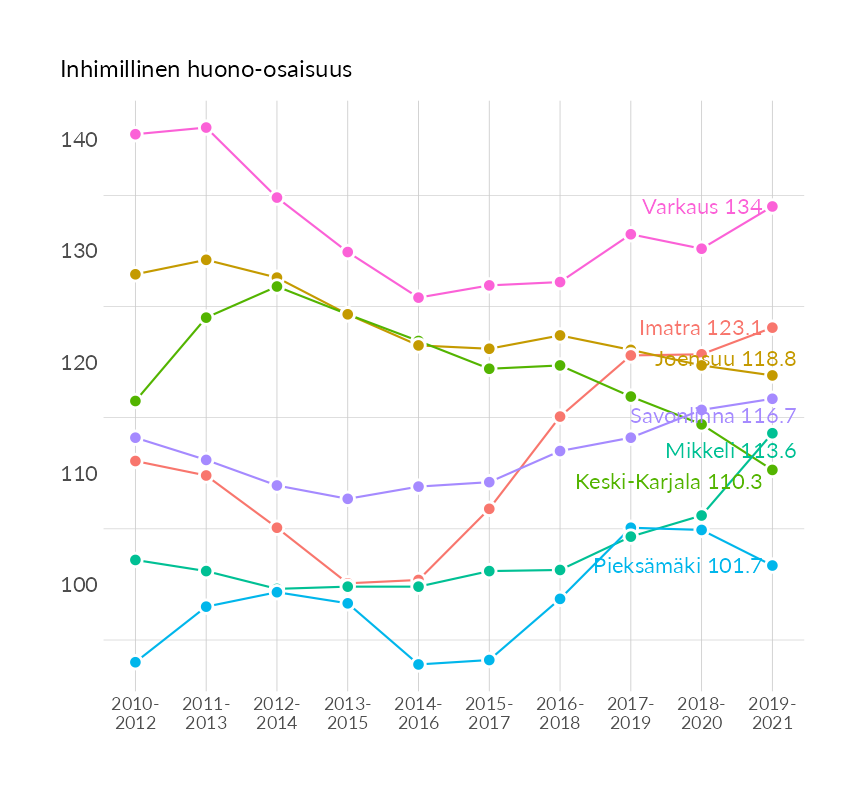 Inhimillinen huono-osaisuus
140
130
120
110
100
Varkaus 134
Imatra 123.1
Joensuu 118.8
Savonlinna 116.7
Mikkeli 113.6
Keski-Karjala 110.3
Pieksämäki 101.7
2010- 2011- 2012- 2013- 2014- 2015- 2016- 2017- 2018- 2019-
2012 2013 2014 2015 2016 2017 2018 2019 2020 2021